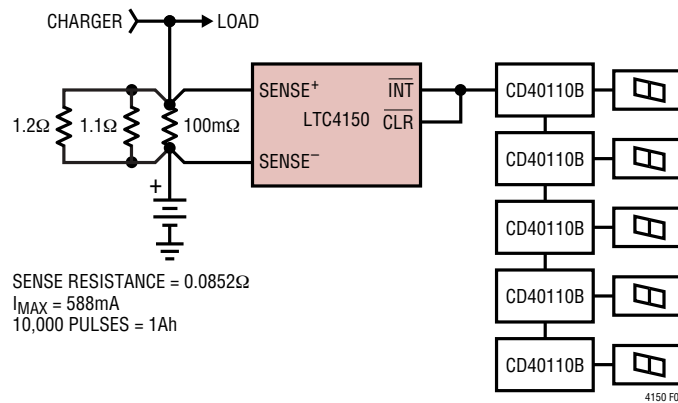 CHARGER
LOAD
1.2Ω
1.1Ω
100mΩ
SENSE+
SENSE–
LTC4150
INT
CLR
+
CD40110B
CD40110B
CD40110B
CD40110B
CD40110B
SENSE RESISTANCE = 0.0852Ω
IMAX = 588mA
10,000 PULSES = 1Ah
4150 F0